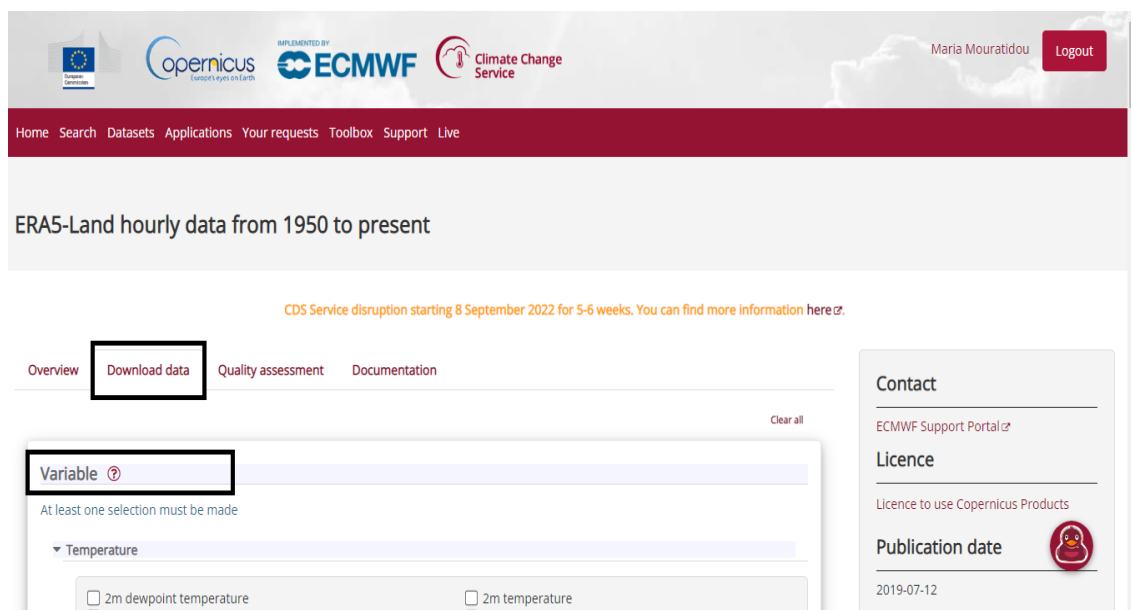 European
Commission
opernicus
Europe's eyes on Earth
IMPLEMENTED BY
ECMWF
Climate Change
Service
Maria Mouratidou
Logout
Home Search Datasets Applications Your requests Toolbox Support Live
ERA5-Land hourly data from 1950 to present
CDS Service disruption starting 8 September 2022 for 5-6 weeks. You can find more information here.
Overview Download data Quality assessment Documentation
Clear all
Variable ?
At least one selection must be made
Temperature
2m dewpoint temperature
2m temperature
Contact
ECMWF Support Portal
Licence
Licence to use Copernicus Products
Publication date
2019-07-12